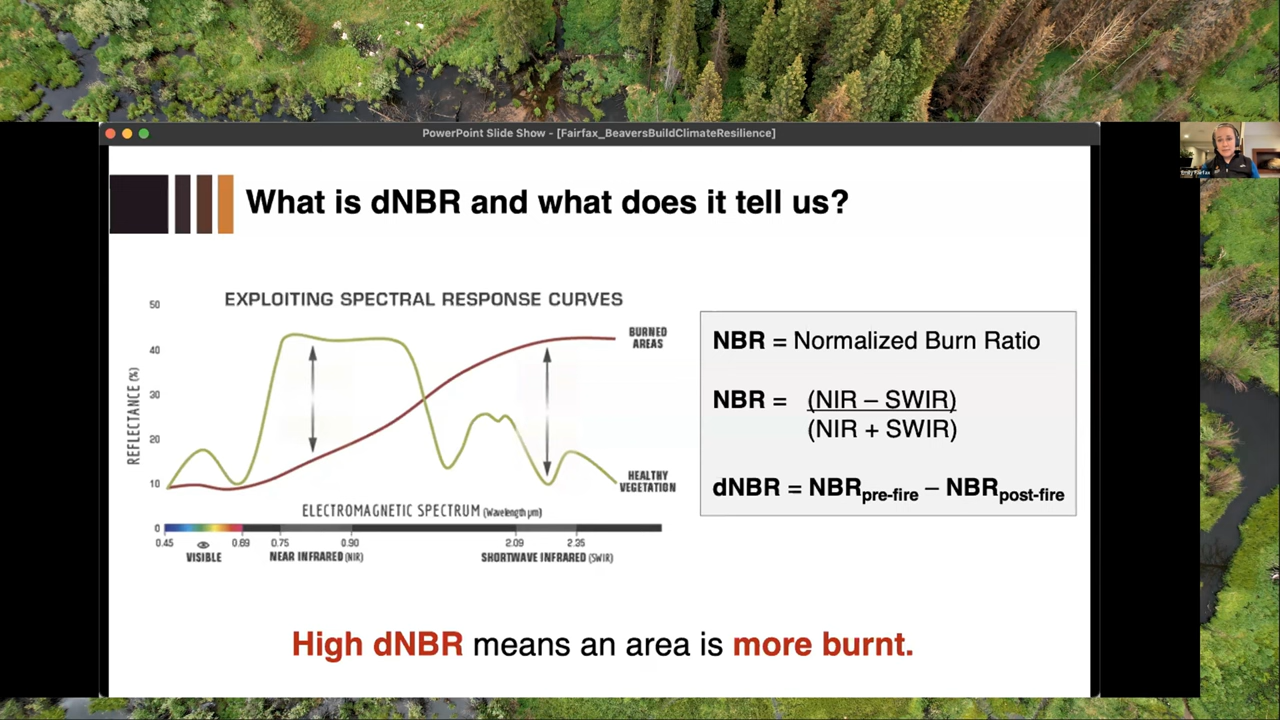 PowerPoint Slide Show - [Fairfax_BeaversBuildClimateResilience]
Emily Fairfax
What is dNBR and what does it tell us?
EXPLOITING SPECTRAL RESPONSE CURVES
50
40
30
20
10
0
REFLECTANCE (%)
BURNED
AREAS
HEALTHY
VEGETATION
ELECTROMAGNETIC SPECTRUM (Wavelength µm)
0.45 0.69 0.75 0.90 2.09 2.35
VISIBLE NEAR INFRARED (NIR) SHORTWAVE INFRARED (SWIR)
NBR = Normalized Burn Ratio
NBR = (NIR – SWIR)
(NIR + SWIR)
dNBR = NBRpre-fire – NBRpost-fire
High dNBR means an area is more burnt.